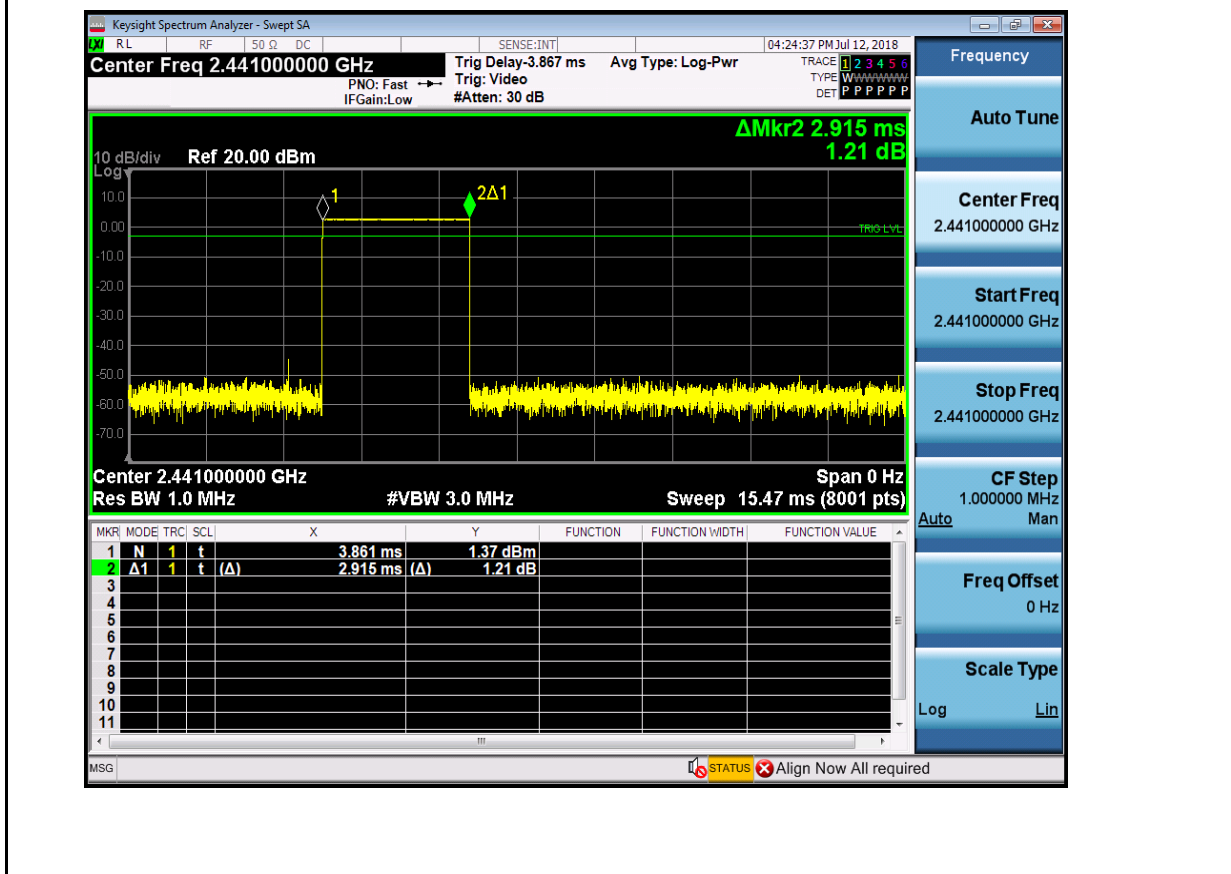 Keysight Spectrum Analyzer - Swept SA
LXI RL RF 50 Ω DC SENSE:INT 04:24:37 PM Jul 12, 2018
Center Freq 2.441000000 GHz
PNO: Fast
IFGain:Low
Trig Delay-3.867 ms
Trig: Video
#Atten: 30 dB
Avg Type: Log-Pwr
TRACE 1 2 3 4 5 6
TYPE WWWWWW
DET P P P P P P
ΔMkr2 2.915 ms
1.21 dB
10 dB/div Ref 20.00 dBm
Log
10.0
0.00
-10.0
-20.0
-30.0
-40.0
-50.0
-60.0
-70.0
1
2Δ1
TRIG LVL
Center 2.441000000 GHz Span 0 Hz
Res BW 1.0 MHz #VBW 3.0 MHz Sweep 15.47 ms (8001 pts)
MKR MODE TRC SCL X Y FUNCTION FUNCTION WIDTH FUNCTION VALUE
1 N 1 t 3.861 ms 1.37 dBm
2 Δ1 1 t (Δ) 2.915 ms (Δ) 1.21 dB
3
4
5
6
7
8
9
10
11
MSG STATUS Align Now All required
Frequency
Auto Tune
Center Freq
2.441000000 GHz
Start Freq
2.441000000 GHz
Stop Freq
2.441000000 GHz
CF Step
1.000000 MHz
Auto Man
Freq Offset
0 Hz
Scale Type
Log Lin